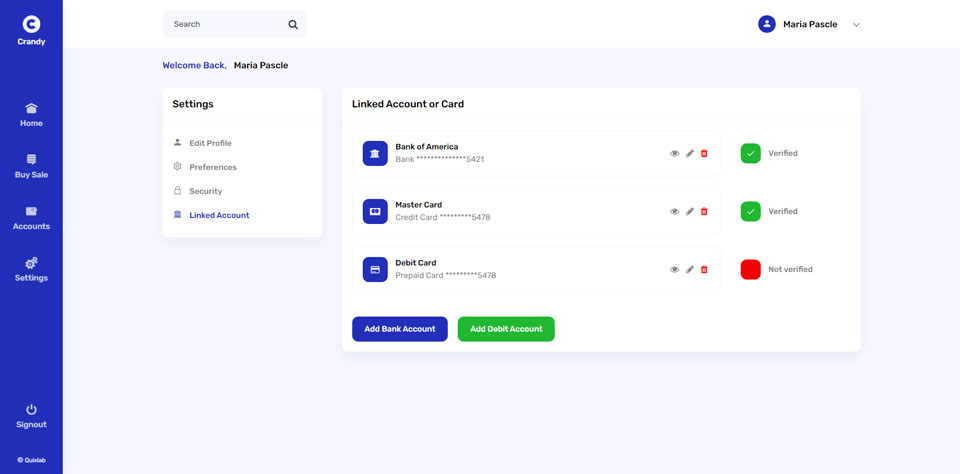 Crandy
Search
Maria Pascle
Welcome Back, Maria Pascle
Home
Buy Sale
Accounts
Settings
Signout
© Quixlab
Settings
Edit Profile
Preferences
Security
Linked Account
Linked Account or Card
Bank of America
Bank **************5421
Verified
Master Card
Credit Card *********5478
Verified
Debit Card
Prepaid Card *********5478
Not verified
Add Bank Account
Add Debit Account